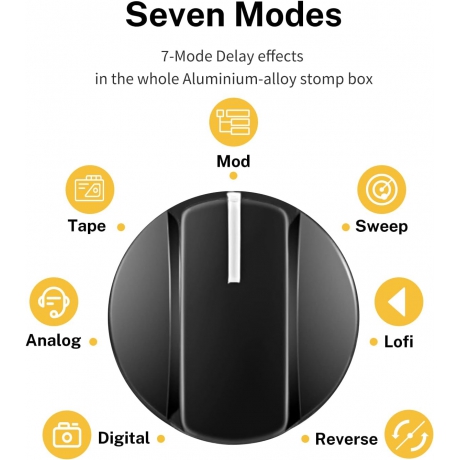 Seven Modes
7-Mode Delay effects
in the whole Aluminium-alloy stomp box
Mod
Tape
Sweep
Analog
Lofi
Digital
Reverse